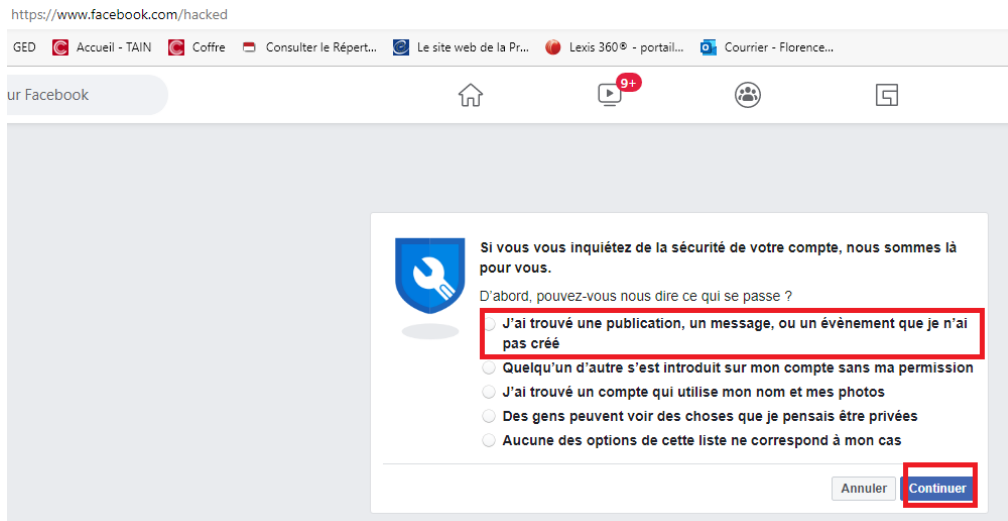 https://www.facebook.com/hacked
GED Accueil - TAIN Coffre Consulter le Répert... Le site web de la Pr... Lexis 360® - portail... Courrier - Florence...
ur Facebook 9+
Si vous vous inquiétez de la sécurité de votre compte, nous sommes là
pour vous.
D'abord, pouvez-vous nous dire ce qui se passe ?
J'ai trouvé une publication, un message, ou un évènement que je n'ai
pas créé
Quelqu'un d'autre s'est introduit sur mon compte sans ma permission
J'ai trouvé un compte qui utilise mon nom et mes photos
Des gens peuvent voir des choses que je pensais être privées
Aucune des options de cette liste ne correspond à mon cas
Annuler Continuer